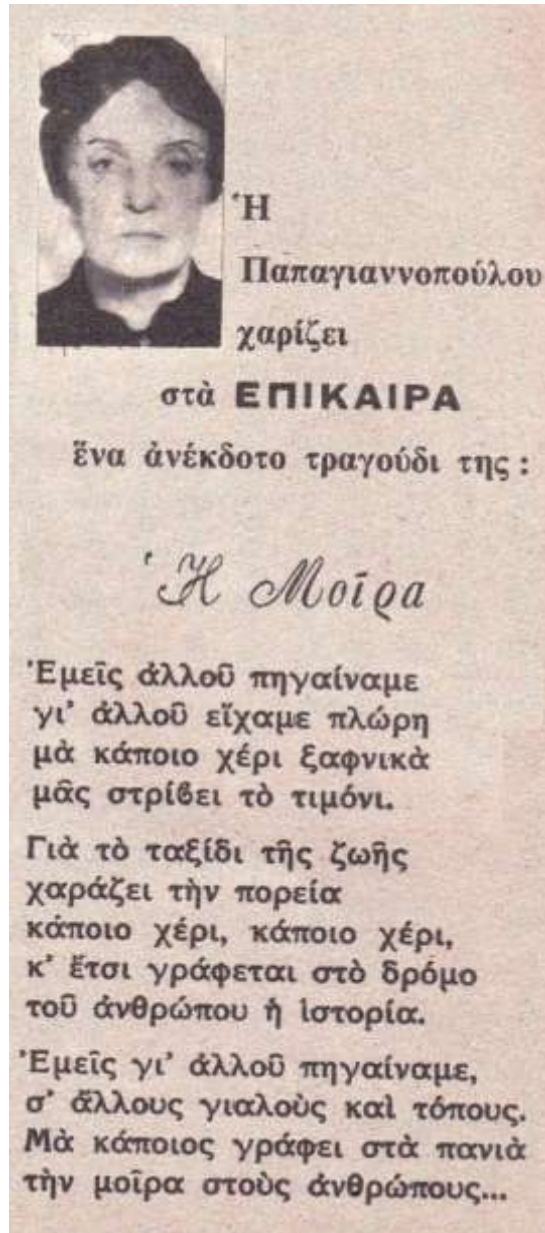 Ἡ
Παπαγιαννοπούλου
χαρίζει
στὰ ΕΠΙΚΑΙΡΑ
ἕνα ἀνέκδοτο τραγούδι της :
Ἡ Μοῖρα
Ἐμεῖς ἀλλοῦ πηγαίναμε
γι' ἀλλοῦ εἴχαμε πλώρη
μὰ κάποιο χέρι ξαφνικὰ
μᾶς στρίβει τὸ τιμόνι.
Γιὰ τὸ ταξίδι τῆς ζωῆς
χαράζει τὴν πορεία
κάποιο χέρι, κάποιο χέρι,
κ' ἔτσι γράφεται στὸ δρόμο
τοῦ ἀνθρώπου ἡ ἱστορία.
Ἐμεῖς γι' ἀλλοῦ πηγαίναμε,
σ' ἄλλους γιαλοὺς καὶ τόπους.
Μὰ κάποιος γράφει στὰ πανιὰ
τὴν μοῖρα στοὺς ἀνθρώπους...